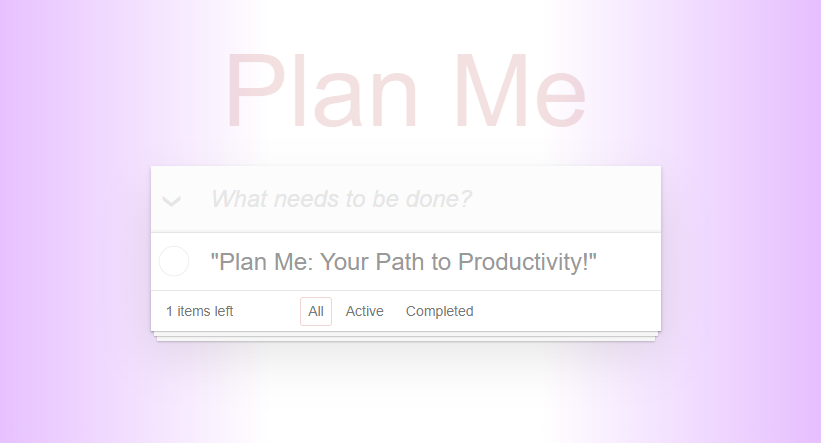 Plan Me
What needs to be done?
"Plan Me: Your Path to Productivity!"
1 items left All Active Completed